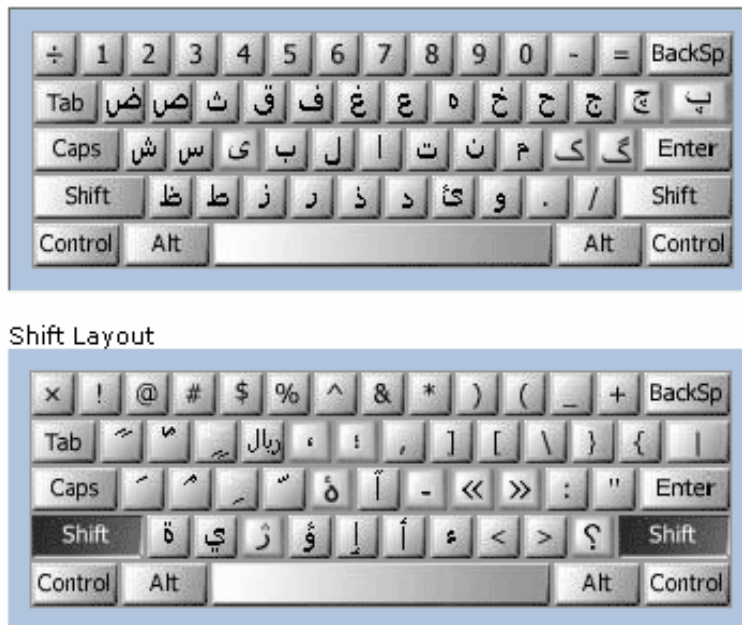 ÷ 1 2 3 4 5 6 7 8 9 0 - = BackSp
Tab ض ص ث ق ف غ ع ه خ ح ج چ پ
Caps ش س ی ب ل ا ت ن م ک گ Enter
Shift ظ ط ز ر ذ د ئ و . / Shift
Control Alt Alt Control
Shift Layout
× ! @ # $ % ^ & * ) ( _ + BackSp
Tab ً ٌ ٍ ریال ، ؛ , ] [ \ } { |
Caps َ ُ ِ ّ ۀ آ ـ « » : " Enter
Shift ة ي ژ ؤ إ أ ء < > ؟ Shift
Control Alt Alt Control